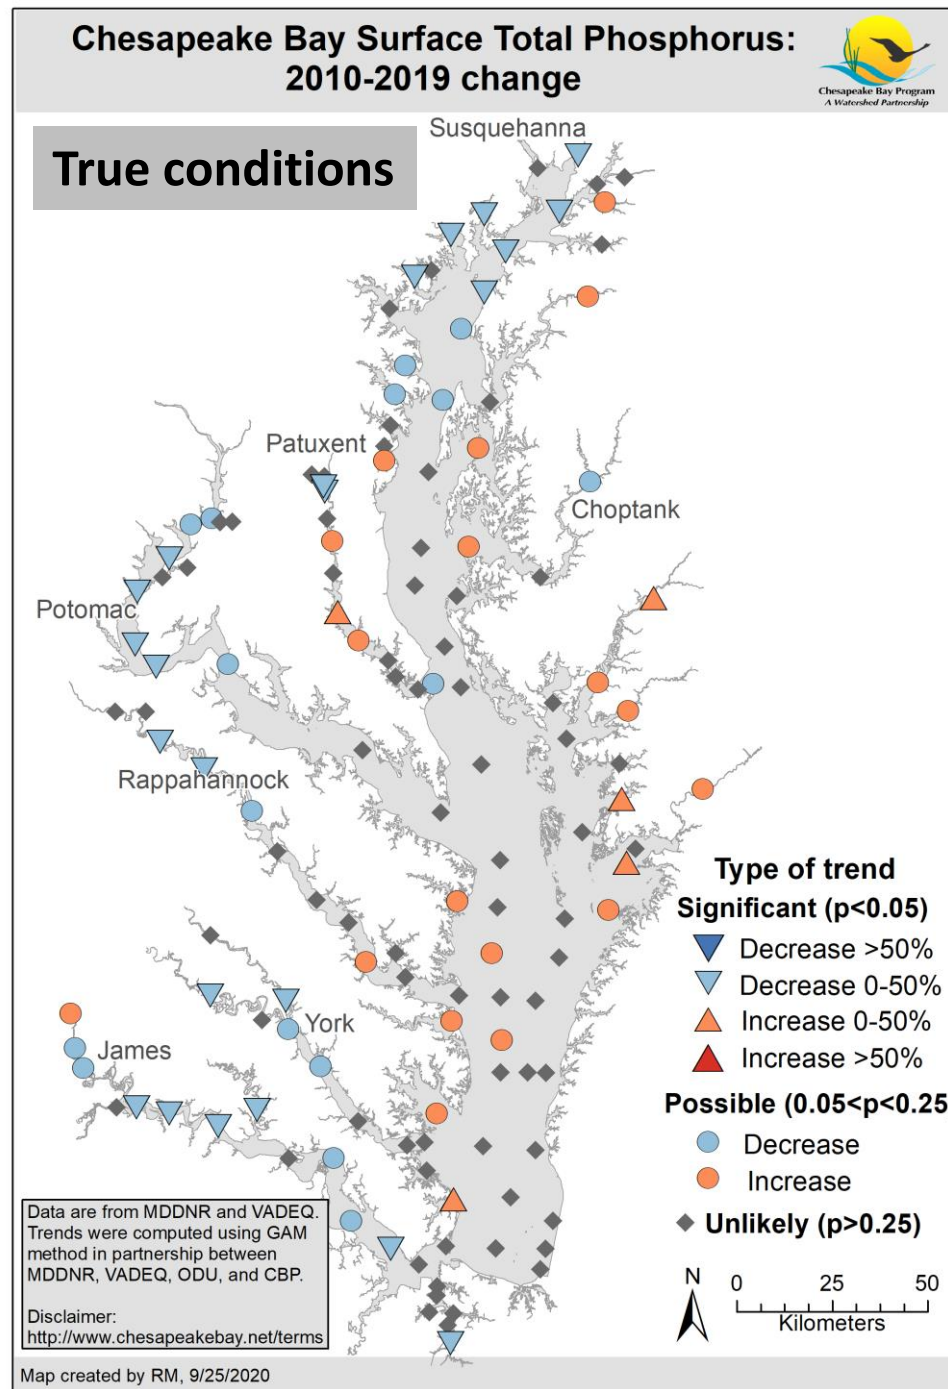 Chesapeake Bay Surface Total Phosphorus:
2010-2019 change
Chesapeake Bay Program
A Watershed Partnership
True conditions
Susquehanna
Patuxent
Choptank
Potomac
Rappahannock
York
James
Type of trend
Significant (p<0.05)
Decrease >50%
Decrease 0-50%
Increase 0-50%
Increase >50%
Possible (0.05<p<0.25
Decrease
Increase
Unlikely (p>0.25)
N
0 25 50
Kilometers
Data are from MDDNR and VADEQ.
Trends were computed using GAM
method in partnership between
MDDNR, VADEQ, ODU, and CBP.
Disclaimer:
http://www.chesapeakebay.net/terms
Map created by RM, 9/25/2020